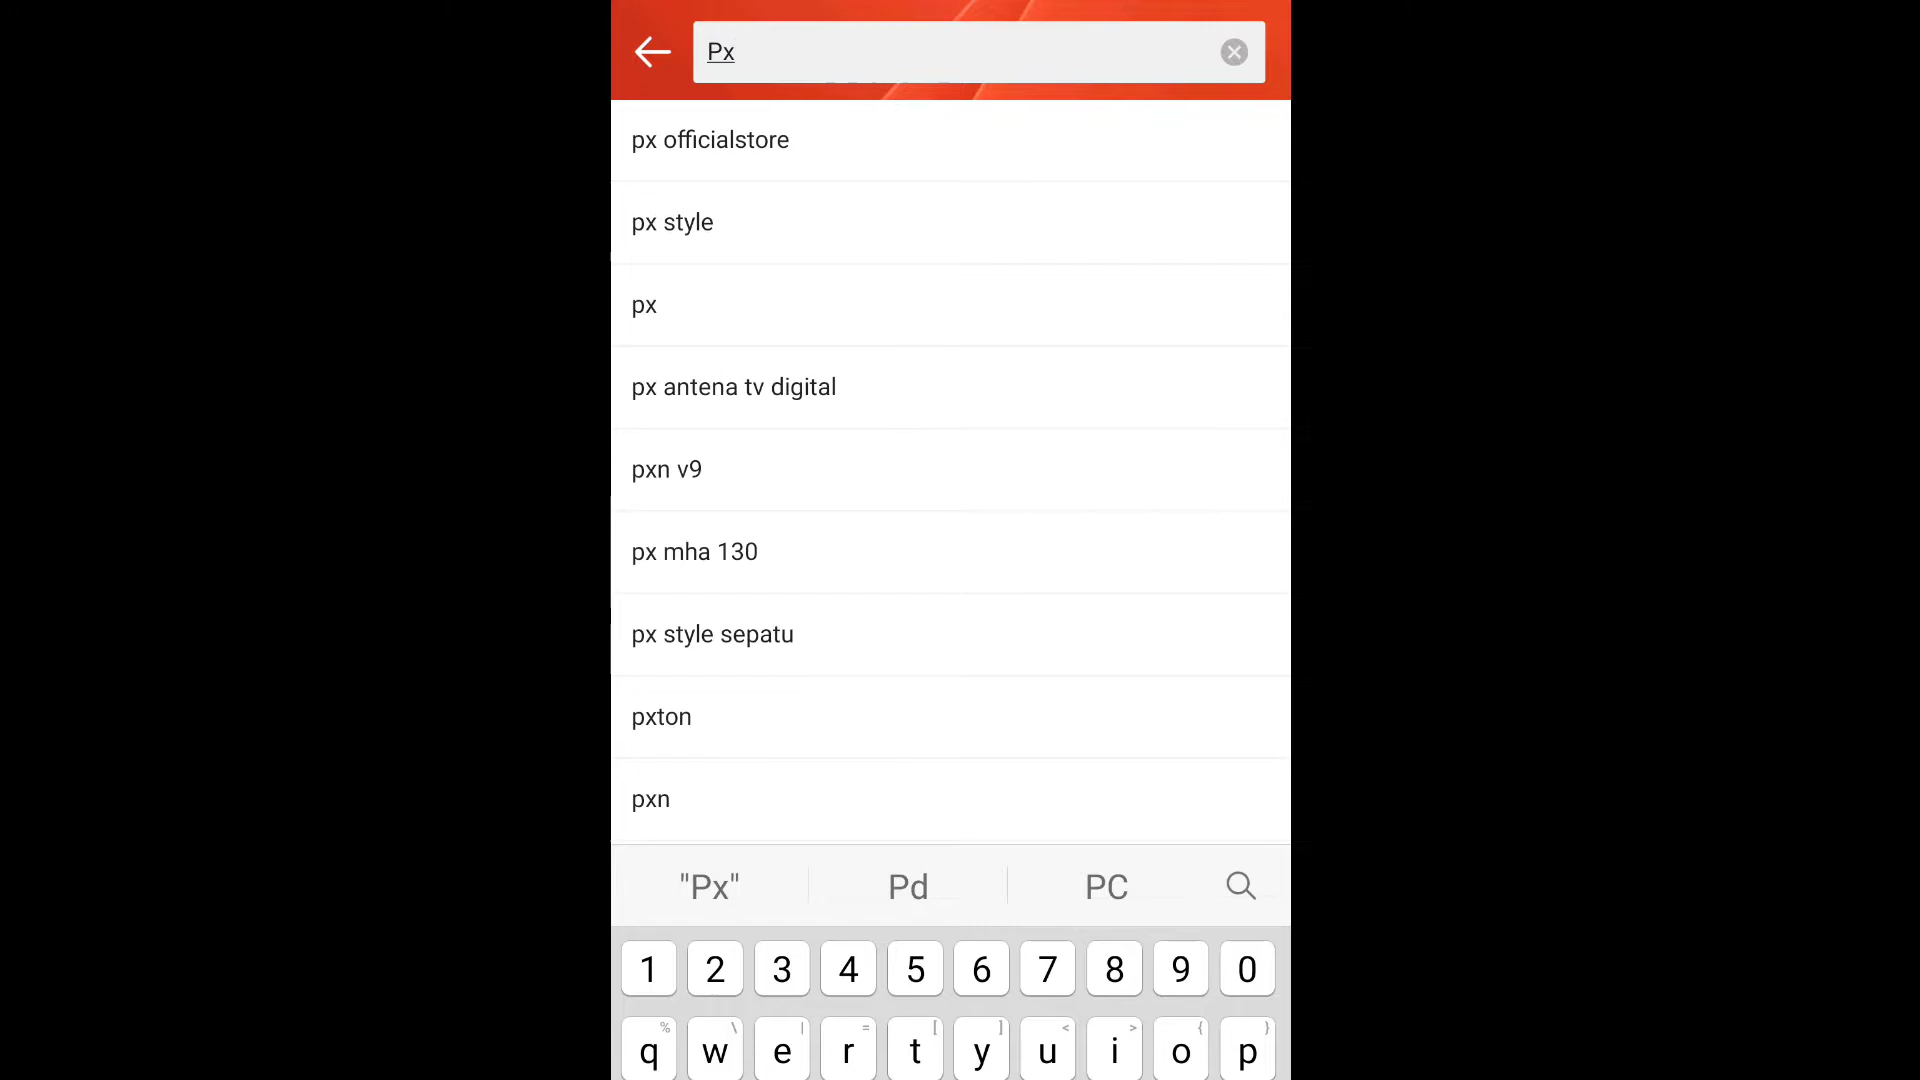 Px
px officialstore
px style
px
px antena tv digital
pxn v9
px mha 130
px style sepatu
pxton
pxn
"Px" Pd PC
1 2 3 4 5 6 7 8 9 0
% \ | = [ ] < > { }
q w e r t y u i o p